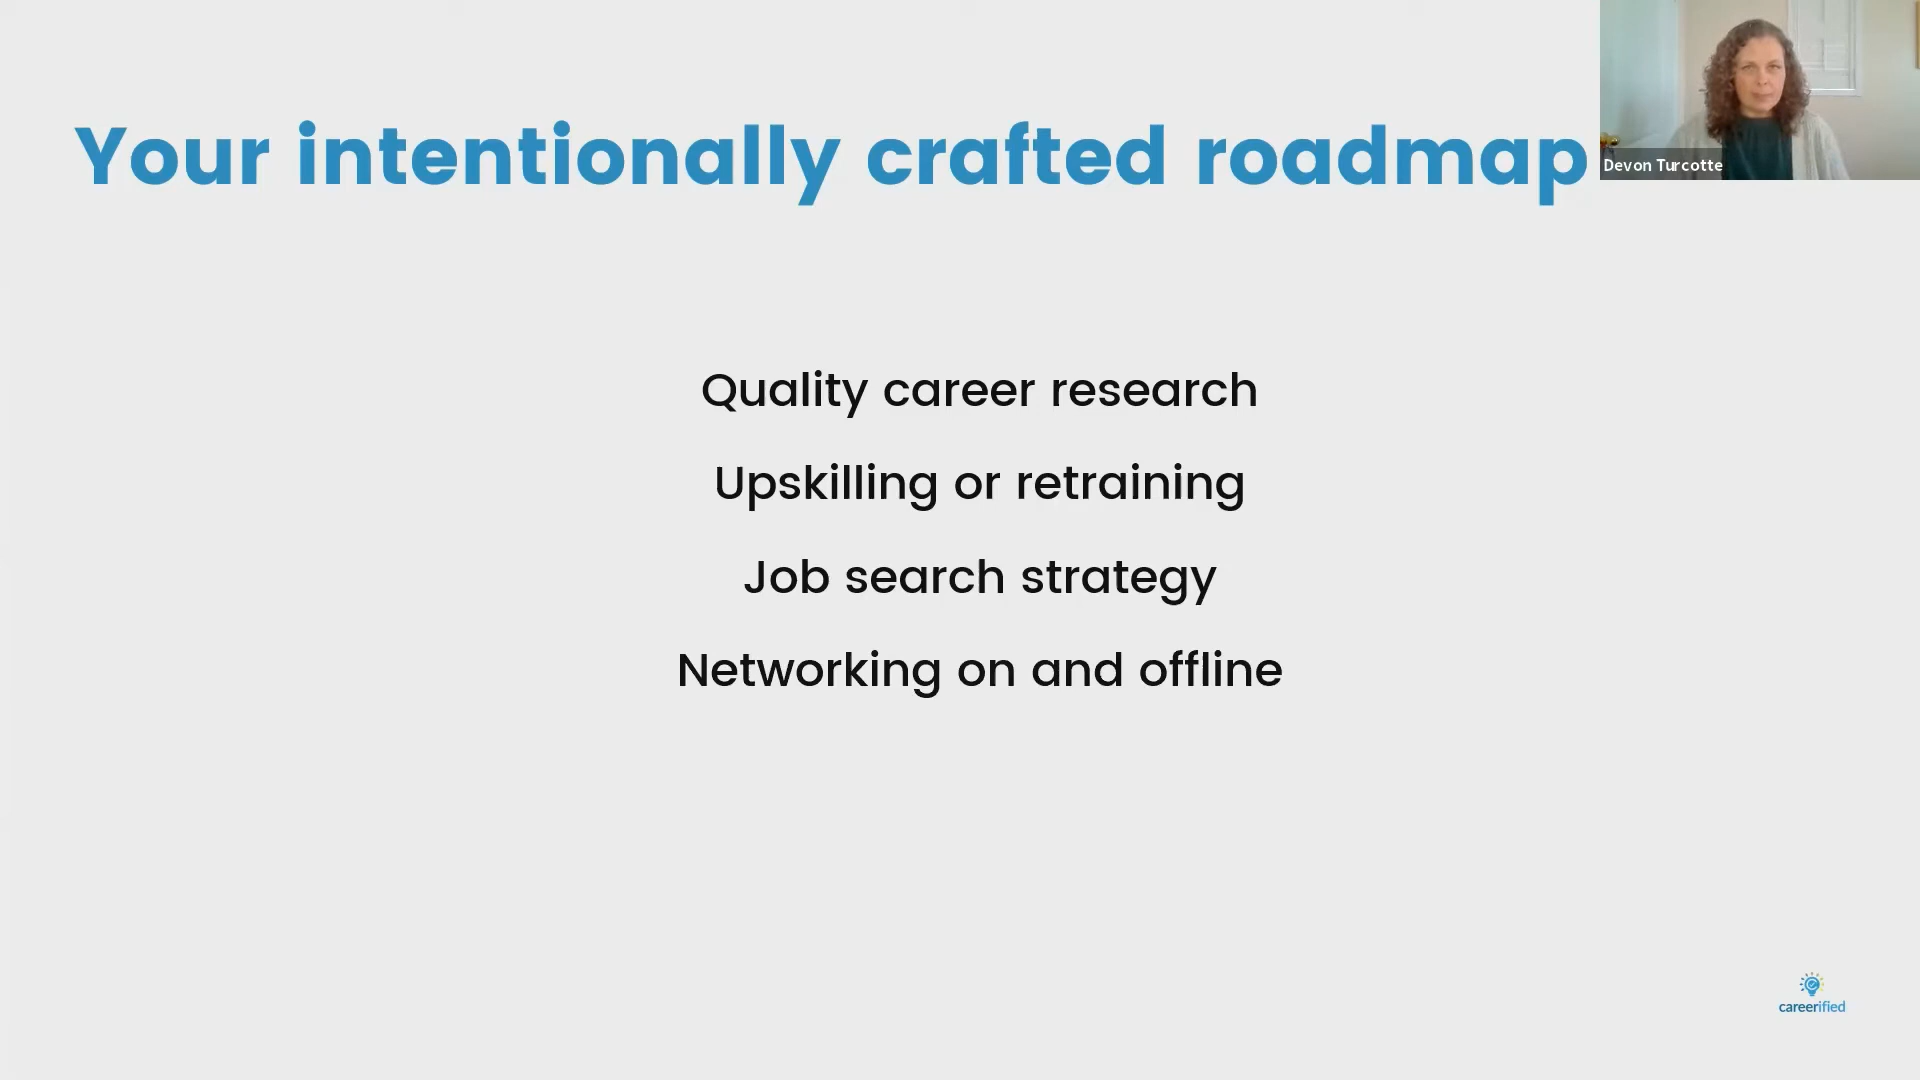 Your intentionally crafted roadmap
Devon Turcotte
Quality career research
Upskilling or retraining
Job search strategy
Networking on and offline
careerified